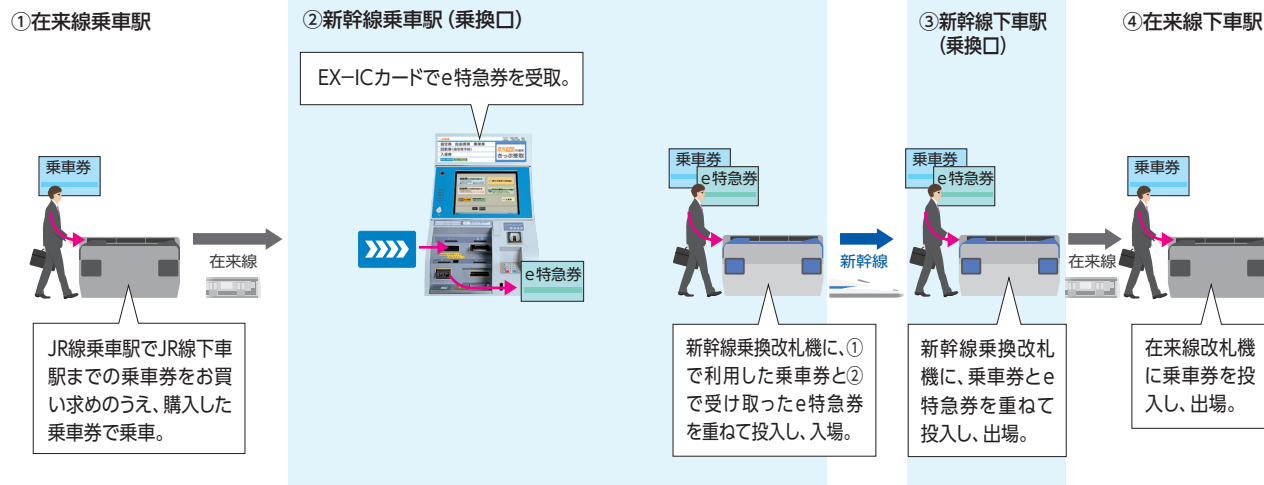 ①在来線乗車駅
②新幹線乗車駅（乗換口）
③新幹線下車駅
（乗換口）
④在来線下車駅
EX−ICカードでe特急券を受取。
乗車券
在来線
JR線乗車駅でJR線下車
駅までの乗車券をお買
い求めのうえ、購入した
乗車券で乗車。
きっぷ受取
e特急券
乗車券
e特急券
新幹線
新幹線乗換改札機に、①
で利用した乗車券と②
で受け取ったe特急券
を重ねて投入し、入場。
乗車券
e特急券
在来線
新幹線乗換改札
機に、乗車券とe
特急券を重ねて
投入し、出場。
乗車券
在来線改札機
に乗車券を投
入し、出場。